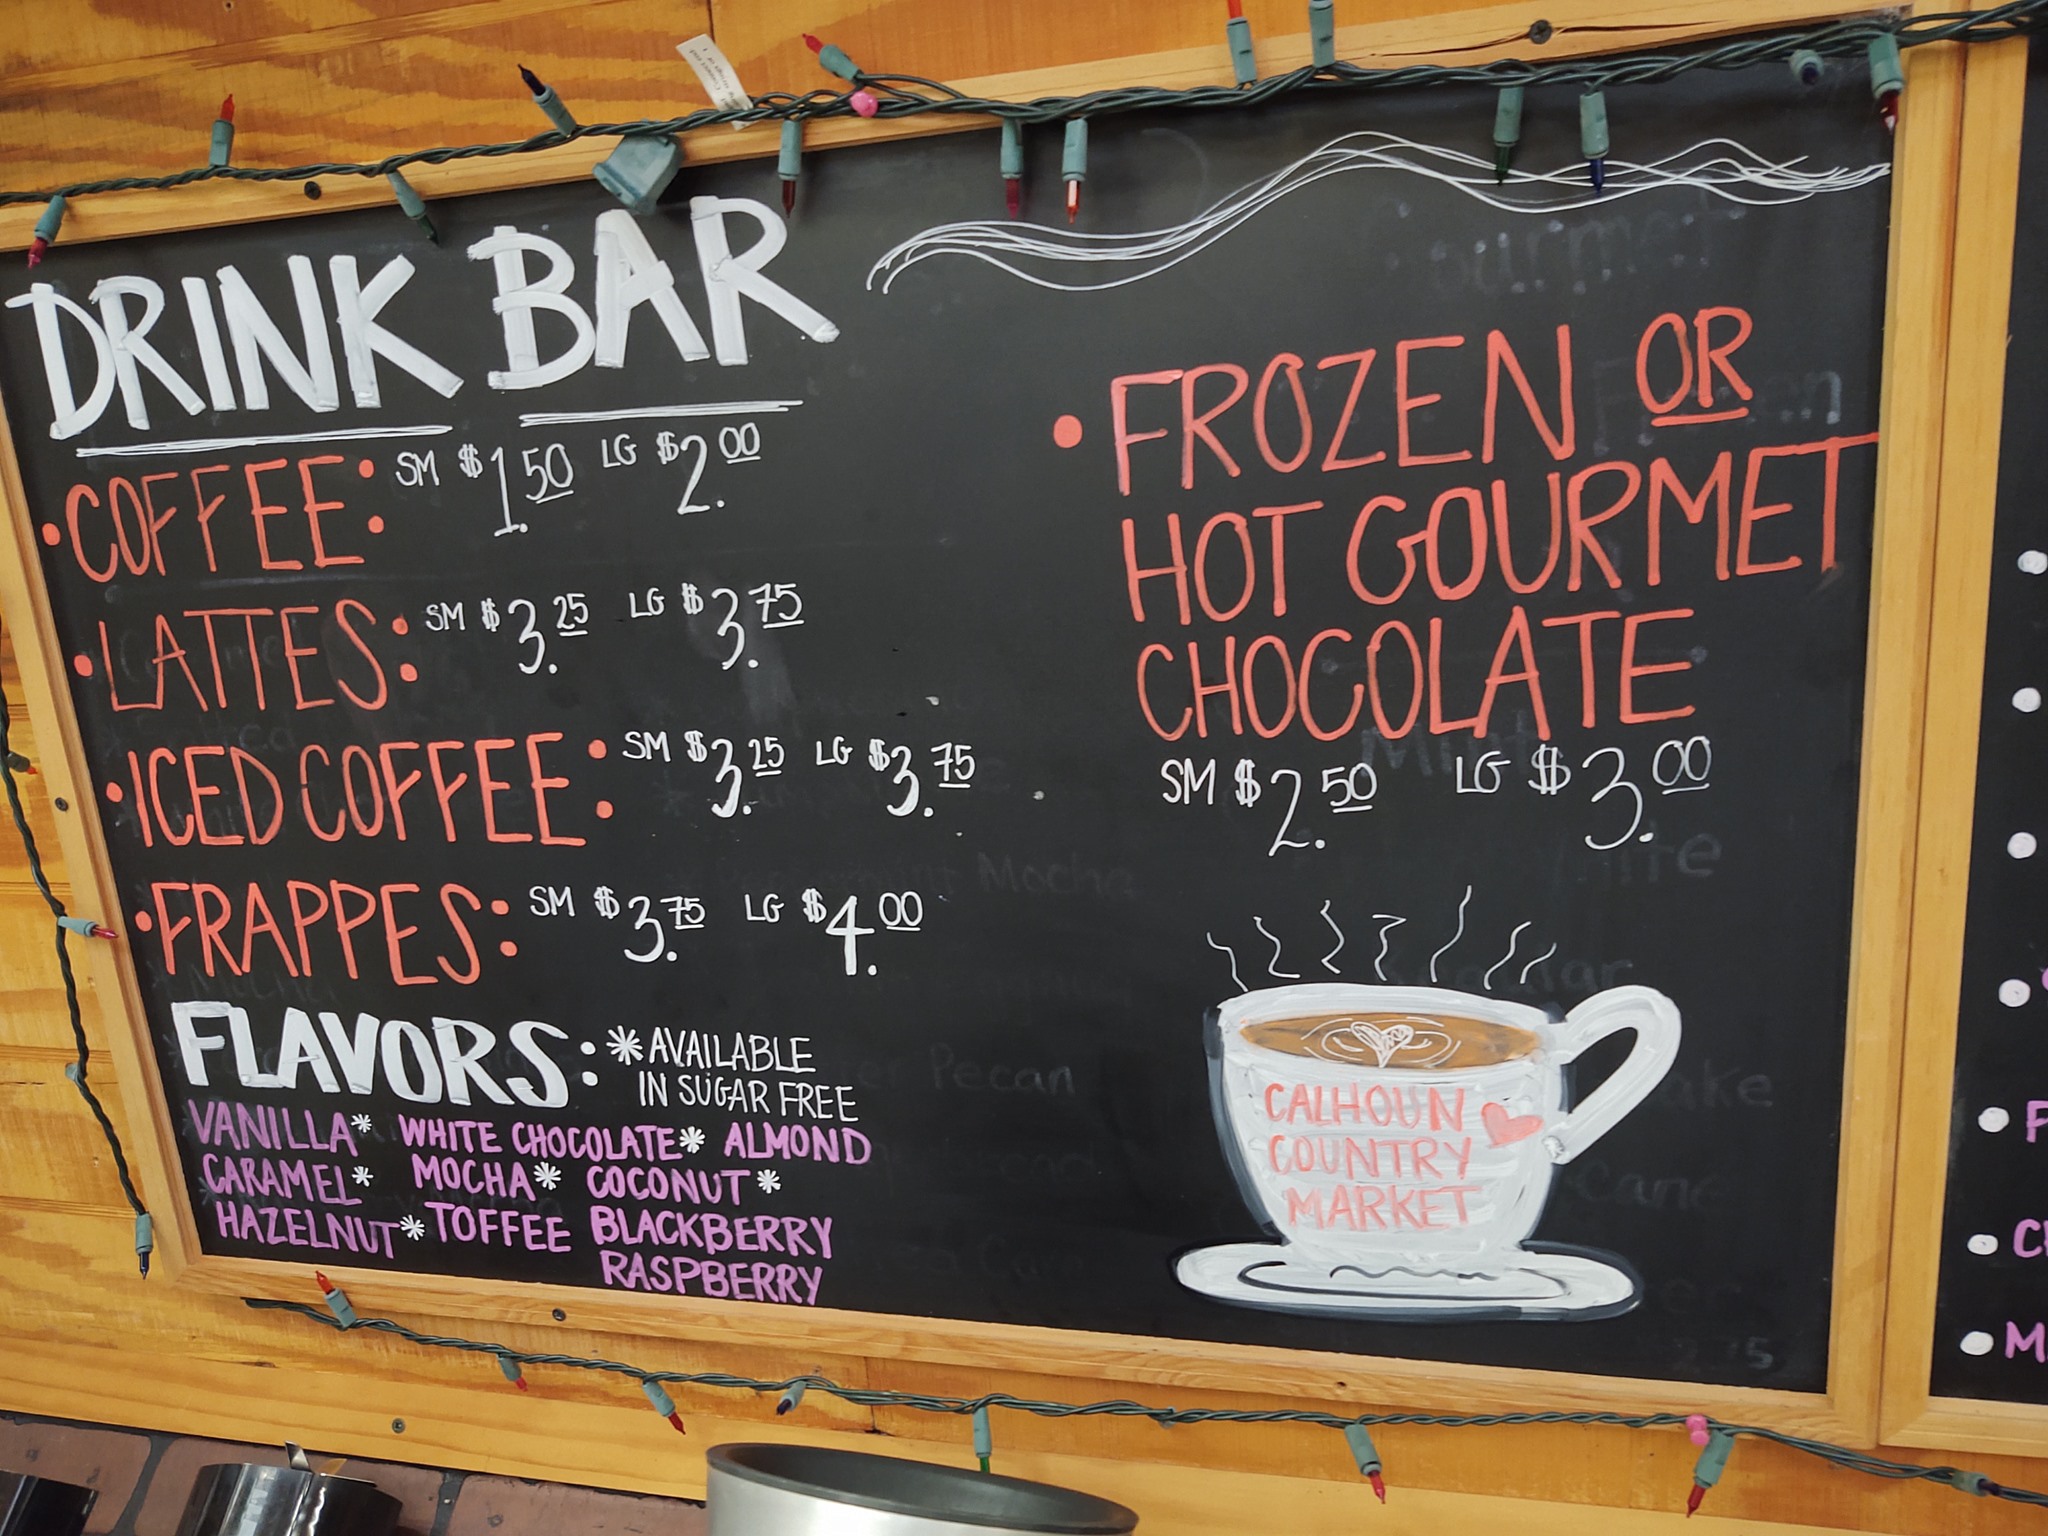 DRINK BAR
• COFFEE: SM $1.50 LG $2.00
• LATTES: SM $3.25 LG $3.75
• ICED COFFEE: SM $3.25 LG $3.75
• FRAPPES: SM $3.75 LG $4.00
FLAVORS: *AVAILABLE
IN SUGAR FREE
VANILLA* WHITE CHOCOLATE* ALMOND
CARAMEL* MOCHA* COCONUT*
HAZELNUT* TOFFEE BLACKBERRY
RASPBERRY
• FROZEN OR
HOT GOURMET
CHOCOLATE
SM $2.50 LG $3.00
CALHOUN
COUNTRY
MARKET